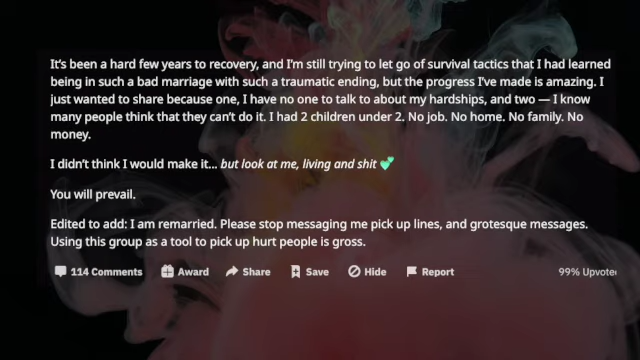 It's been a hard few years to recovery, and I'm still trying to let go of survival tactics that I had learned
being in such a bad marriage with such a traumatic ending, but the progress I've made is amazing. I
just wanted to share because one, I have no one to talk to about my hardships, and two — I know
many people think that they can't do it. I had 2 children under 2. No job. No home. No family. No
money.
I didn't think I would make it... but look at me, living and shit 💕
You will prevail.
Edited to add: I am remarried. Please stop messaging me pick up lines, and grotesque messages.
Using this group as a tool to pick up hurt people is gross.
114 Comments Award Share Save Hide Report 99% Upvote